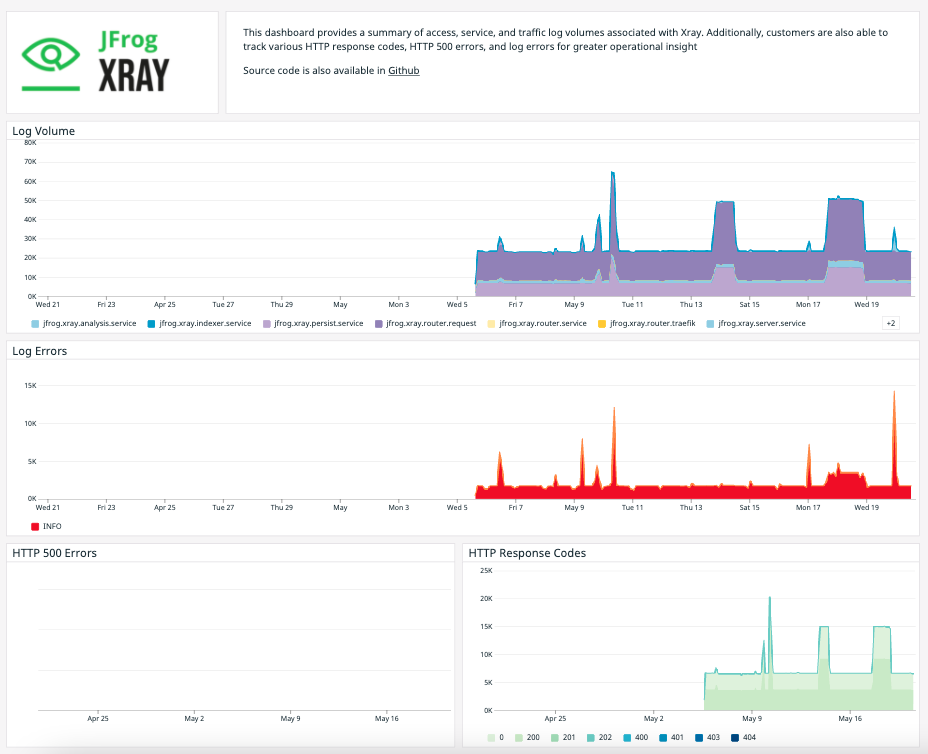 JFrog
XRAY
This dashboard provides a summary of access, service, and traffic log volumes associated with Xray. Additionally, customers are also able to
track various HTTP response codes, HTTP 500 errors, and log errors for greater operational insight
Source code is also available in Github
Log Volume
80K
70K
60K
50K
40K
30K
20K
10K
0K
Wed 21 Fri 23 Apr 25 Tue 27 Thu 29 May Mon 3 Wed 5 Fri 7 May 9 Tue 11 Thu 13 Sat 15 Mon 17 Wed 19
jfrog.xray.analysis.service jfrog.xray.indexer.service jfrog.xray.persist.service jfrog.xray.router.request jfrog.xray.router.service jfrog.xray.router.traefik jfrog.xray.server.service +2
Log Errors
15K
10K
5K
0K
Wed 21 Fri 23 Apr 25 Tue 27 Thu 29 May Mon 3 Wed 5 Fri 7 May 9 Tue 11 Thu 13 Sat 15 Mon 17 Wed 19
INFO
HTTP 500 Errors
Apr 25 May 2 May 9 May 16
HTTP Response Codes
25K
20K
15K
10K
5K
0K
Apr 25 May 2 May 9 May 16
0 200 201 202 400 401 403 404